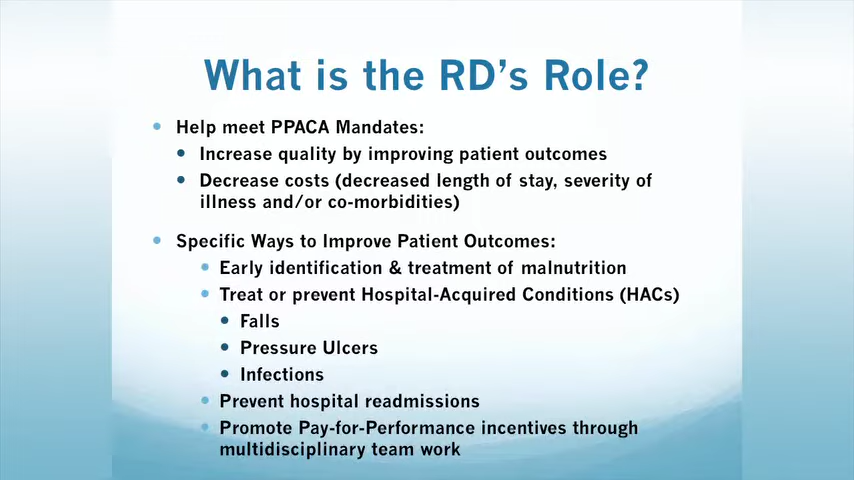 What is the RD’s Role?
Help meet PPACA Mandates:
Increase quality by improving patient outcomes
Decrease costs (decreased length of stay, severity of
illness and/or co-morbidities)
Specific Ways to Improve Patient Outcomes:
Early identification & treatment of malnutrition
Treat or prevent Hospital-Acquired Conditions (HACs)
Falls
Pressure Ulcers
Infections
Prevent hospital readmissions
Promote Pay-for-Performance incentives through
multidisciplinary team work